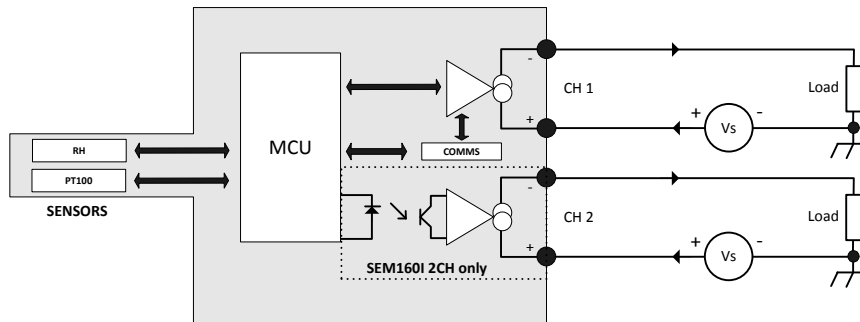 -
CH 1
+
Load
+
Vs
-
MCU
COMMS
RH
PT100
SENSORS
-
CH 2
+
Load
+
Vs
-
SEM160I 2CH only